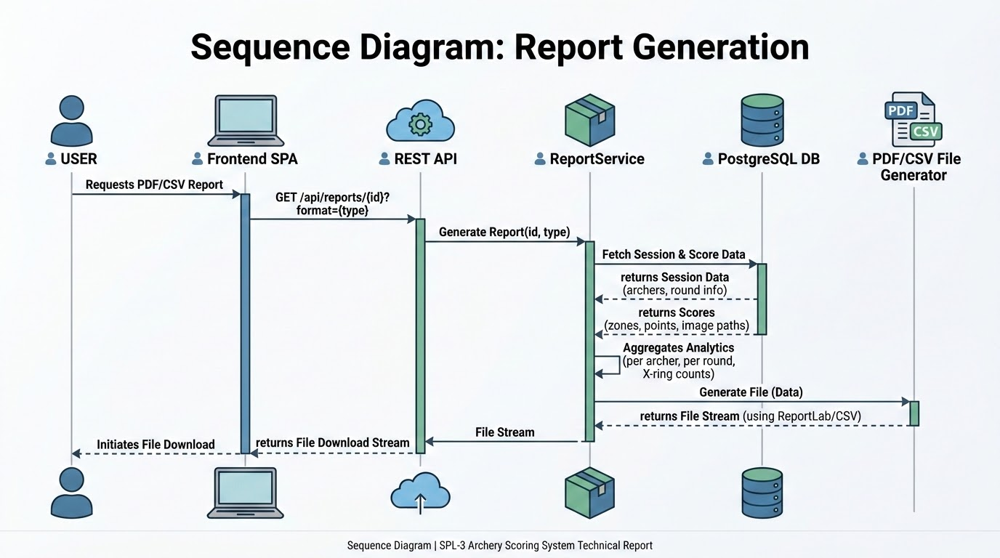 Sequence Diagram: Report Generation
PDF
CSV
USER
Frontend SPA
REST API
ReportService
PostgreSQL DB
PDF/CSV File
Generator
Requests PDF/CSV Report
GET /api/reports/{id}?
format={type}
Generate Report(id, type)
Fetch Session & Score Data
returns Session Data
(archers, round info)
returns Scores
(zones, points, image paths)
Aggregates Analytics
(per archer, per round,
X-ring counts)
Generate File (Data)
returns File Stream (using ReportLab/CSV)
File Stream
returns File Download Stream
Initiates File Download
Sequence Diagram | SPL-3 Archery Scoring System Technical Report